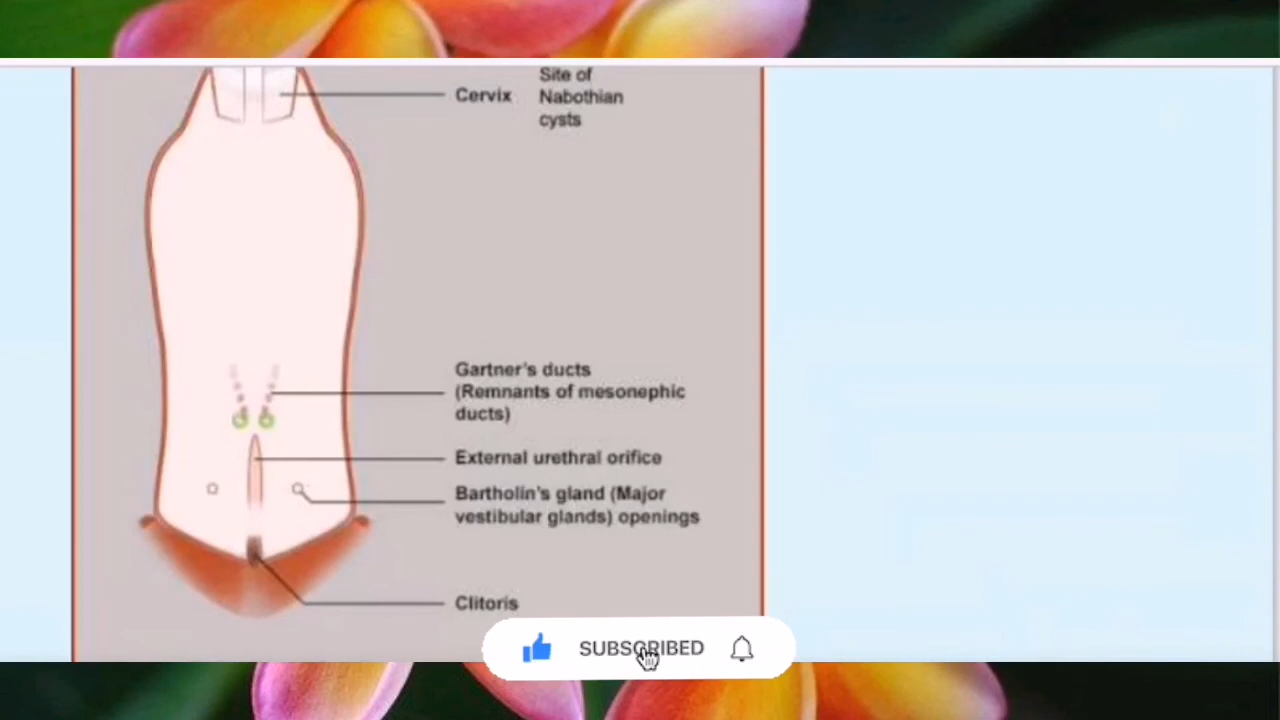 Cervix
Site of
Nabothian
cysts
Gartner's ducts
(Remnants of mesonephic
ducts)
External urethral orifice
Bartholin's gland (Major
vestibular glands) openings
Clitoris
SUBSCRIBED